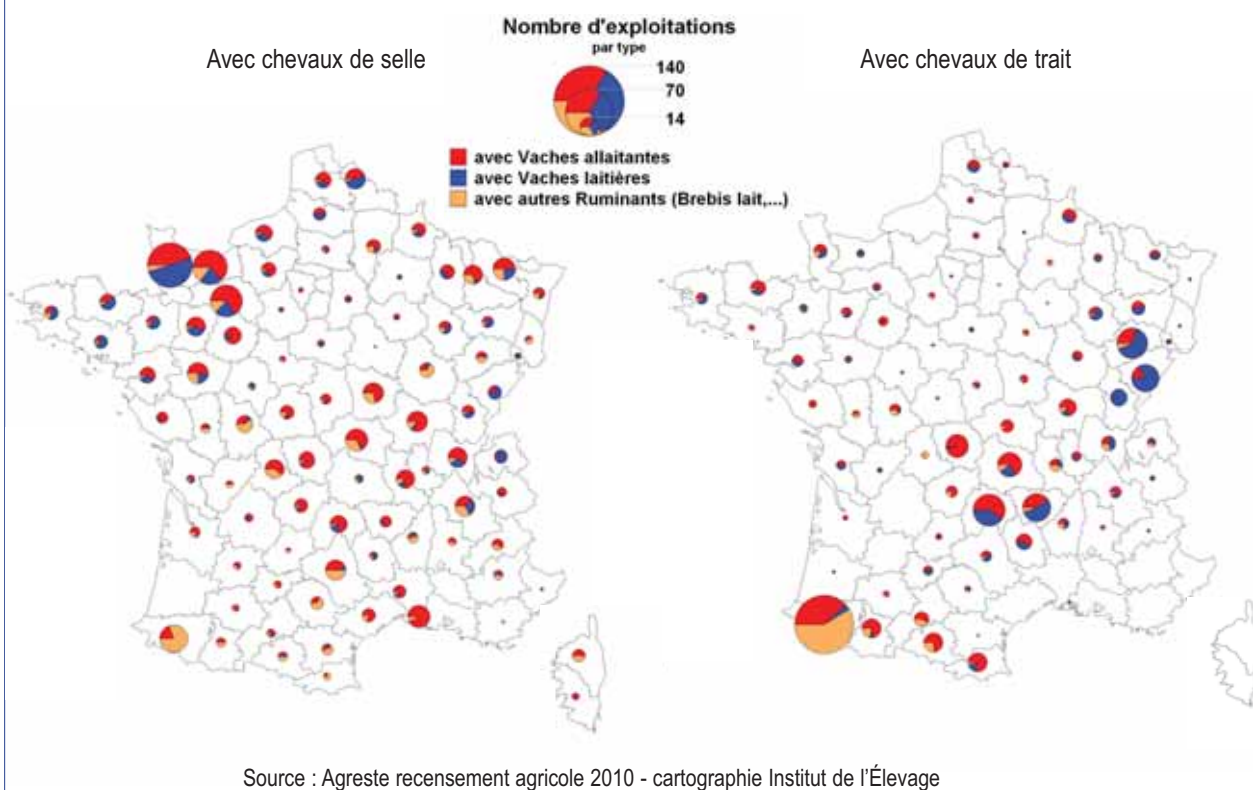 Nombre d'exploitations
par type
Avec chevaux de selle
Avec chevaux de trait
140
70
14
avec Vaches allaitantes
avec Vaches laitières
avec autres Ruminants (Brebis lait,...)
Source : Agreste recensement agricole 2010 - cartographie Institut de l'Élevage